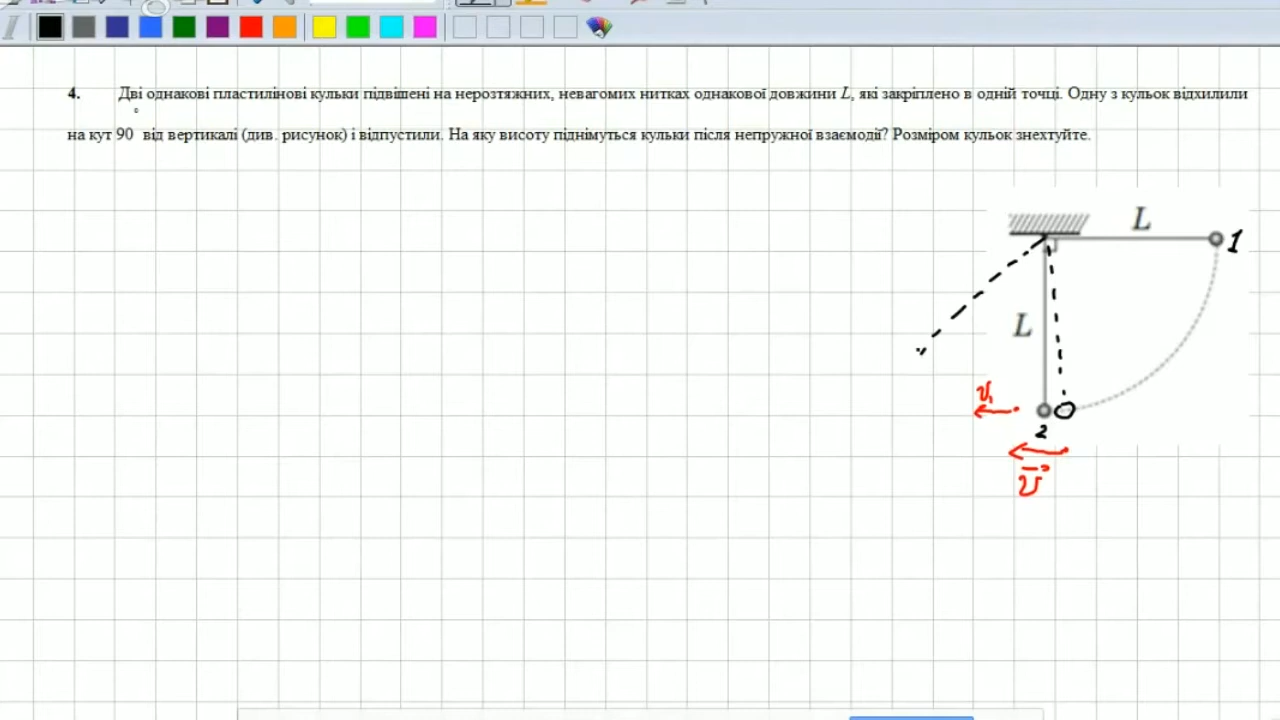 4. Дві однакові пластилінові кульки підвішені на нерозтяжних, невагомих нитках однакової довжини L, які закріплено в одній точці. Одну з кульок відхилили
на кут 90° від вертикалі (див. рисунок) і відпустили. На яку висоту піднімуться кульки після непружної взаємодії? Розміром кульок знехтуйте.
L
1
L
v₁
2
v